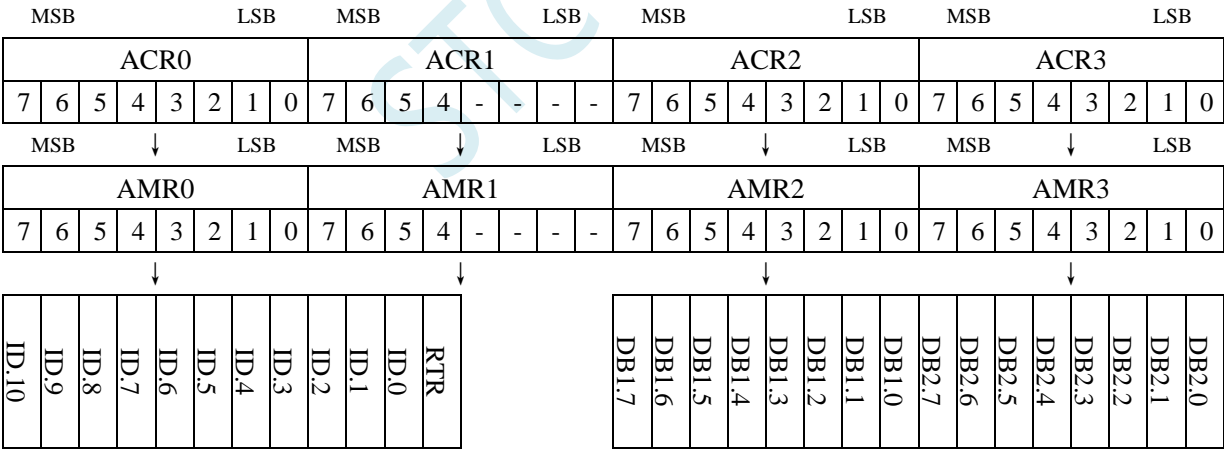 MSB LSB MSB LSB MSB LSB MSB LSB
ACR0 ACR1 ACR2 ACR3
7 6 5 4 3 2 1 0 7 6 5 4 - - - - 7 6 5 4 3 2 1 0 7 6 5 4 3 2 1 0
↓ ↓ ↓ ↓
MSB LSB MSB LSB MSB LSB MSB LSB
AMR0 AMR1 AMR2 AMR3
7 6 5 4 3 2 1 0 7 6 5 4 - - - - 7 6 5 4 3 2 1 0 7 6 5 4 3 2 1 0
↓ ↓ ↓ ↓
ID.10 ID.9 ID.8 ID.7 ID.6 ID.5 ID.4 ID.3 ID.2 ID.1 ID.0 RTR DB1.7 DB1.6 DB1.5 DB1.4 DB1.3 DB1.2 DB1.1 DB1.0 DB2.7 DB2.6 DB2.5 DB2.4 DB2.3 DB2.2 DB2.1 DB2.0
STC